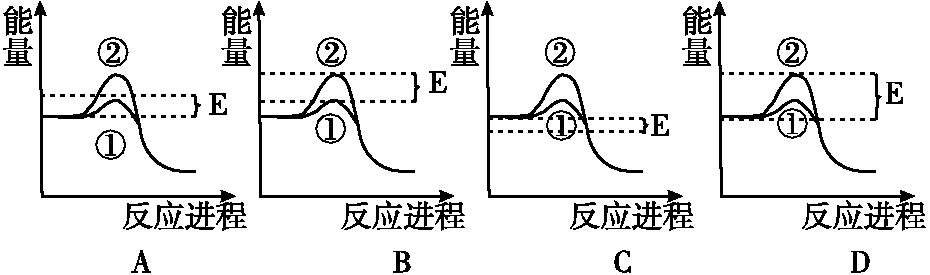 能量 ② ① E 反应进程 A
能量 ② ① E 反应进程 B
能量 ② ① E 反应进程 C
能量 ② ① E 反应进程 D